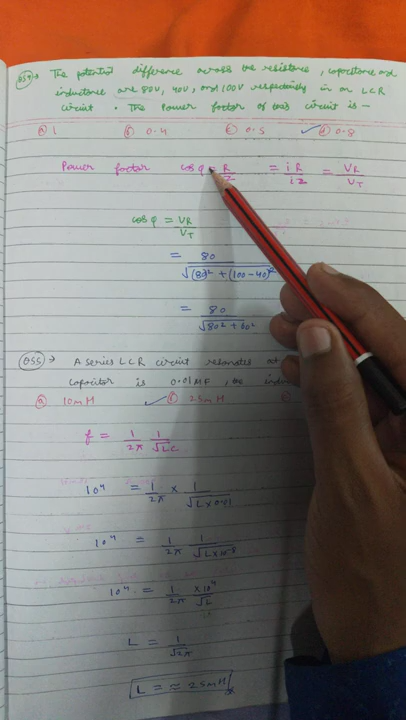 Q54) → The potential difference across the resistance, capacitance and
inductance are 80V, 40V, and 100V respectively in an LCR
circuit. The Power factor of this circuit is -
(a) 1 (b) 0.4 (c) 0.5 (d) 0.8
Power factor cos φ = R/Z = iR/iZ = VR/VT
cos φ = VR/VT
= 80/√(80)² + (100-40)²
= 80/√80² + 60²
(Q55) → A series LCR circuit resonates at
capacitor is 0.01MF, the
(a) 10mH (b) 25mH
f = 1/2π 1/√LC
10⁴ = 1/2π × 1/√L×0.01
10⁴ = 1/2π 1/√L×10⁻⁸
10⁴ = 1/2π ×10⁴/√L
L = 1/√2π
L = ≈ 25mH